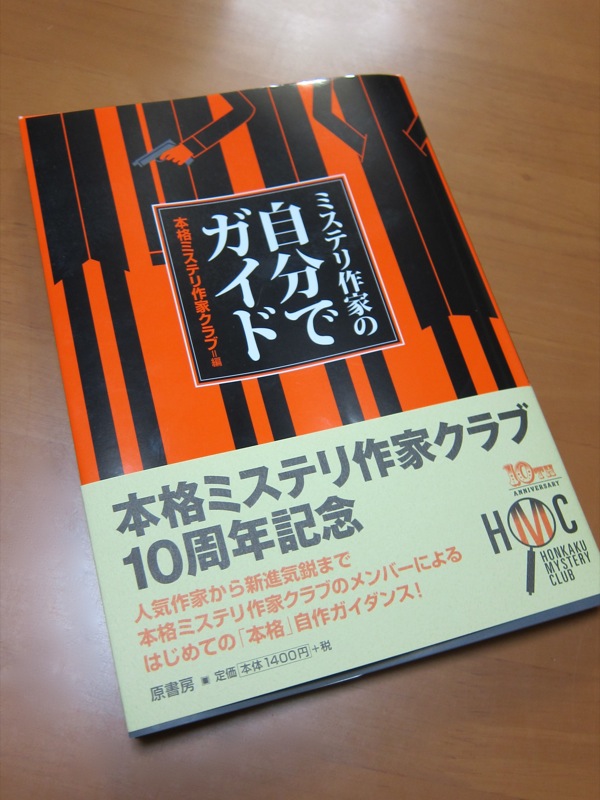 ミステリ作家の
自分で
ガイド
本格ミステリ作家クラブ=編
本格ミステリ作家クラブ
10周年記念
10TH
ANNIVERSARY
HMC
HONKAKU
MYSTERY
CLUB
人気作家から新進気鋭まで
本格ミステリ作家クラブのメンバーによる
はじめての「本格」自作ガイダンス!
原書房 定価 本体1400円+税